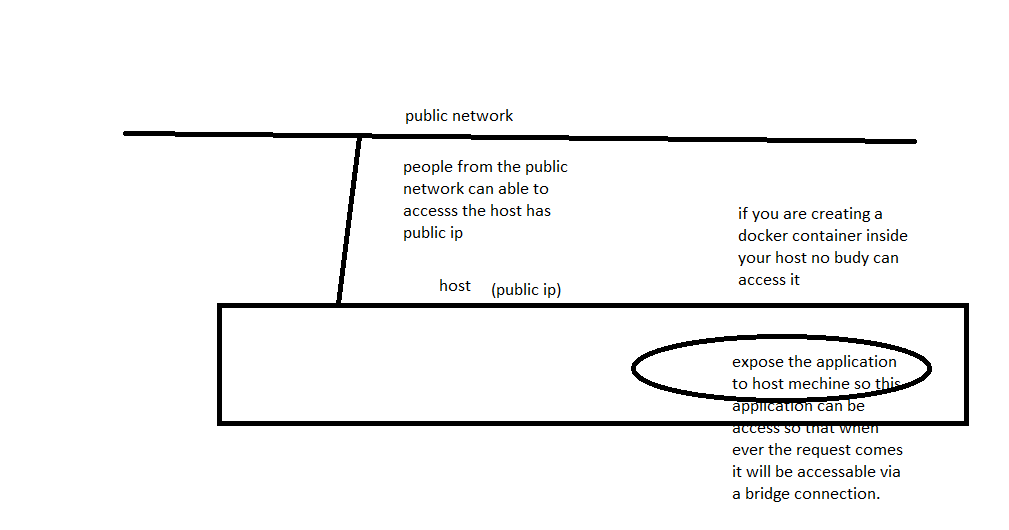 public network
people from the public
network can able to
accesss the host has
public ip
if you are creating a
docker container inside
your host no budy can
access it
host (public ip)
expose the application
to host mechine so this
application can be
access so that when
ever the request comes
it will be accessable via
a bridge connection.